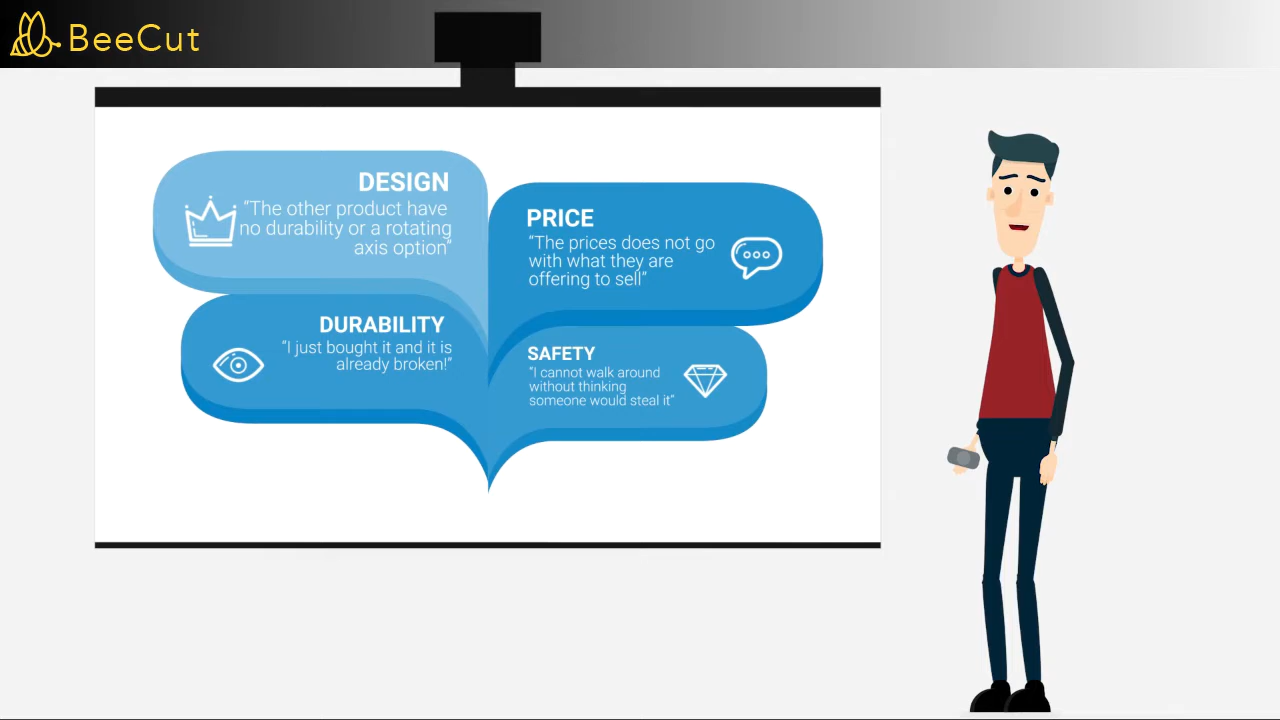 BeeCut
DESIGN
“The other product have
no durability or a rotating
axis option”
PRICE
“The prices does not go
with what they are
offering to sell”
DURABILITY
“I just bought it and it is
already broken!”
SAFETY
“I cannot walk around
without thinking
someone would steal it”